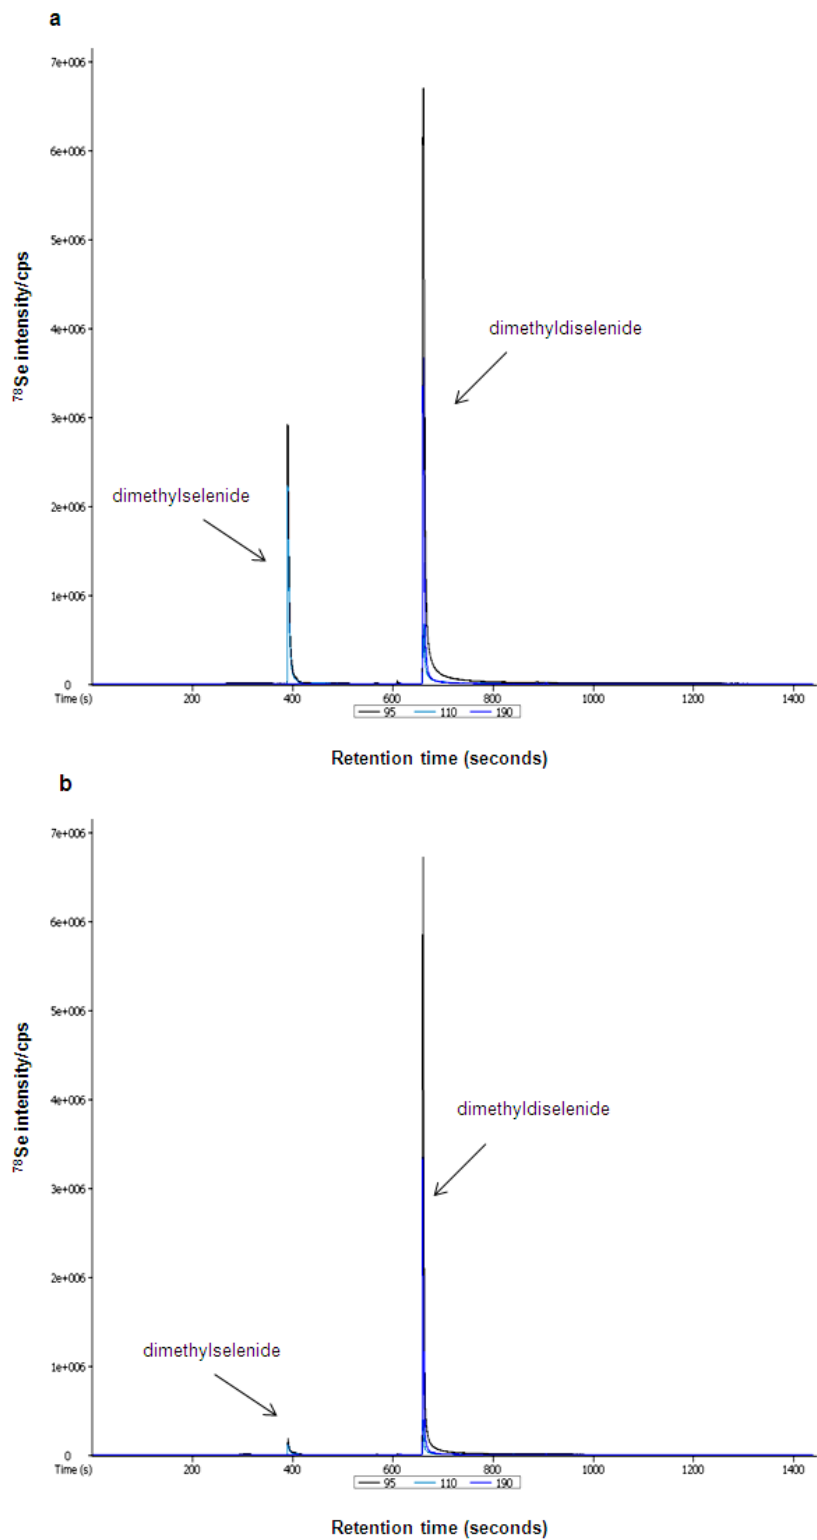 a
7e+006
6e+006
5e+006
4e+006
3e+006
2e+006
1e+006
0
⁷⁸Se intensity/cps
dimethyldiselenide
dimethylselenide
Time (s) 200 400 600 800 1000 1200 1400
95 110 190
Retention time (seconds)
b
7e+006
6e+006
5e+006
4e+006
3e+006
2e+006
1e+006
0
⁷⁸Se intensity/cps
dimethyldiselenide
dimethylselenide
Time (s) 200 400 600 800 1000 1200 1400
95 110 190
Retention time (seconds)